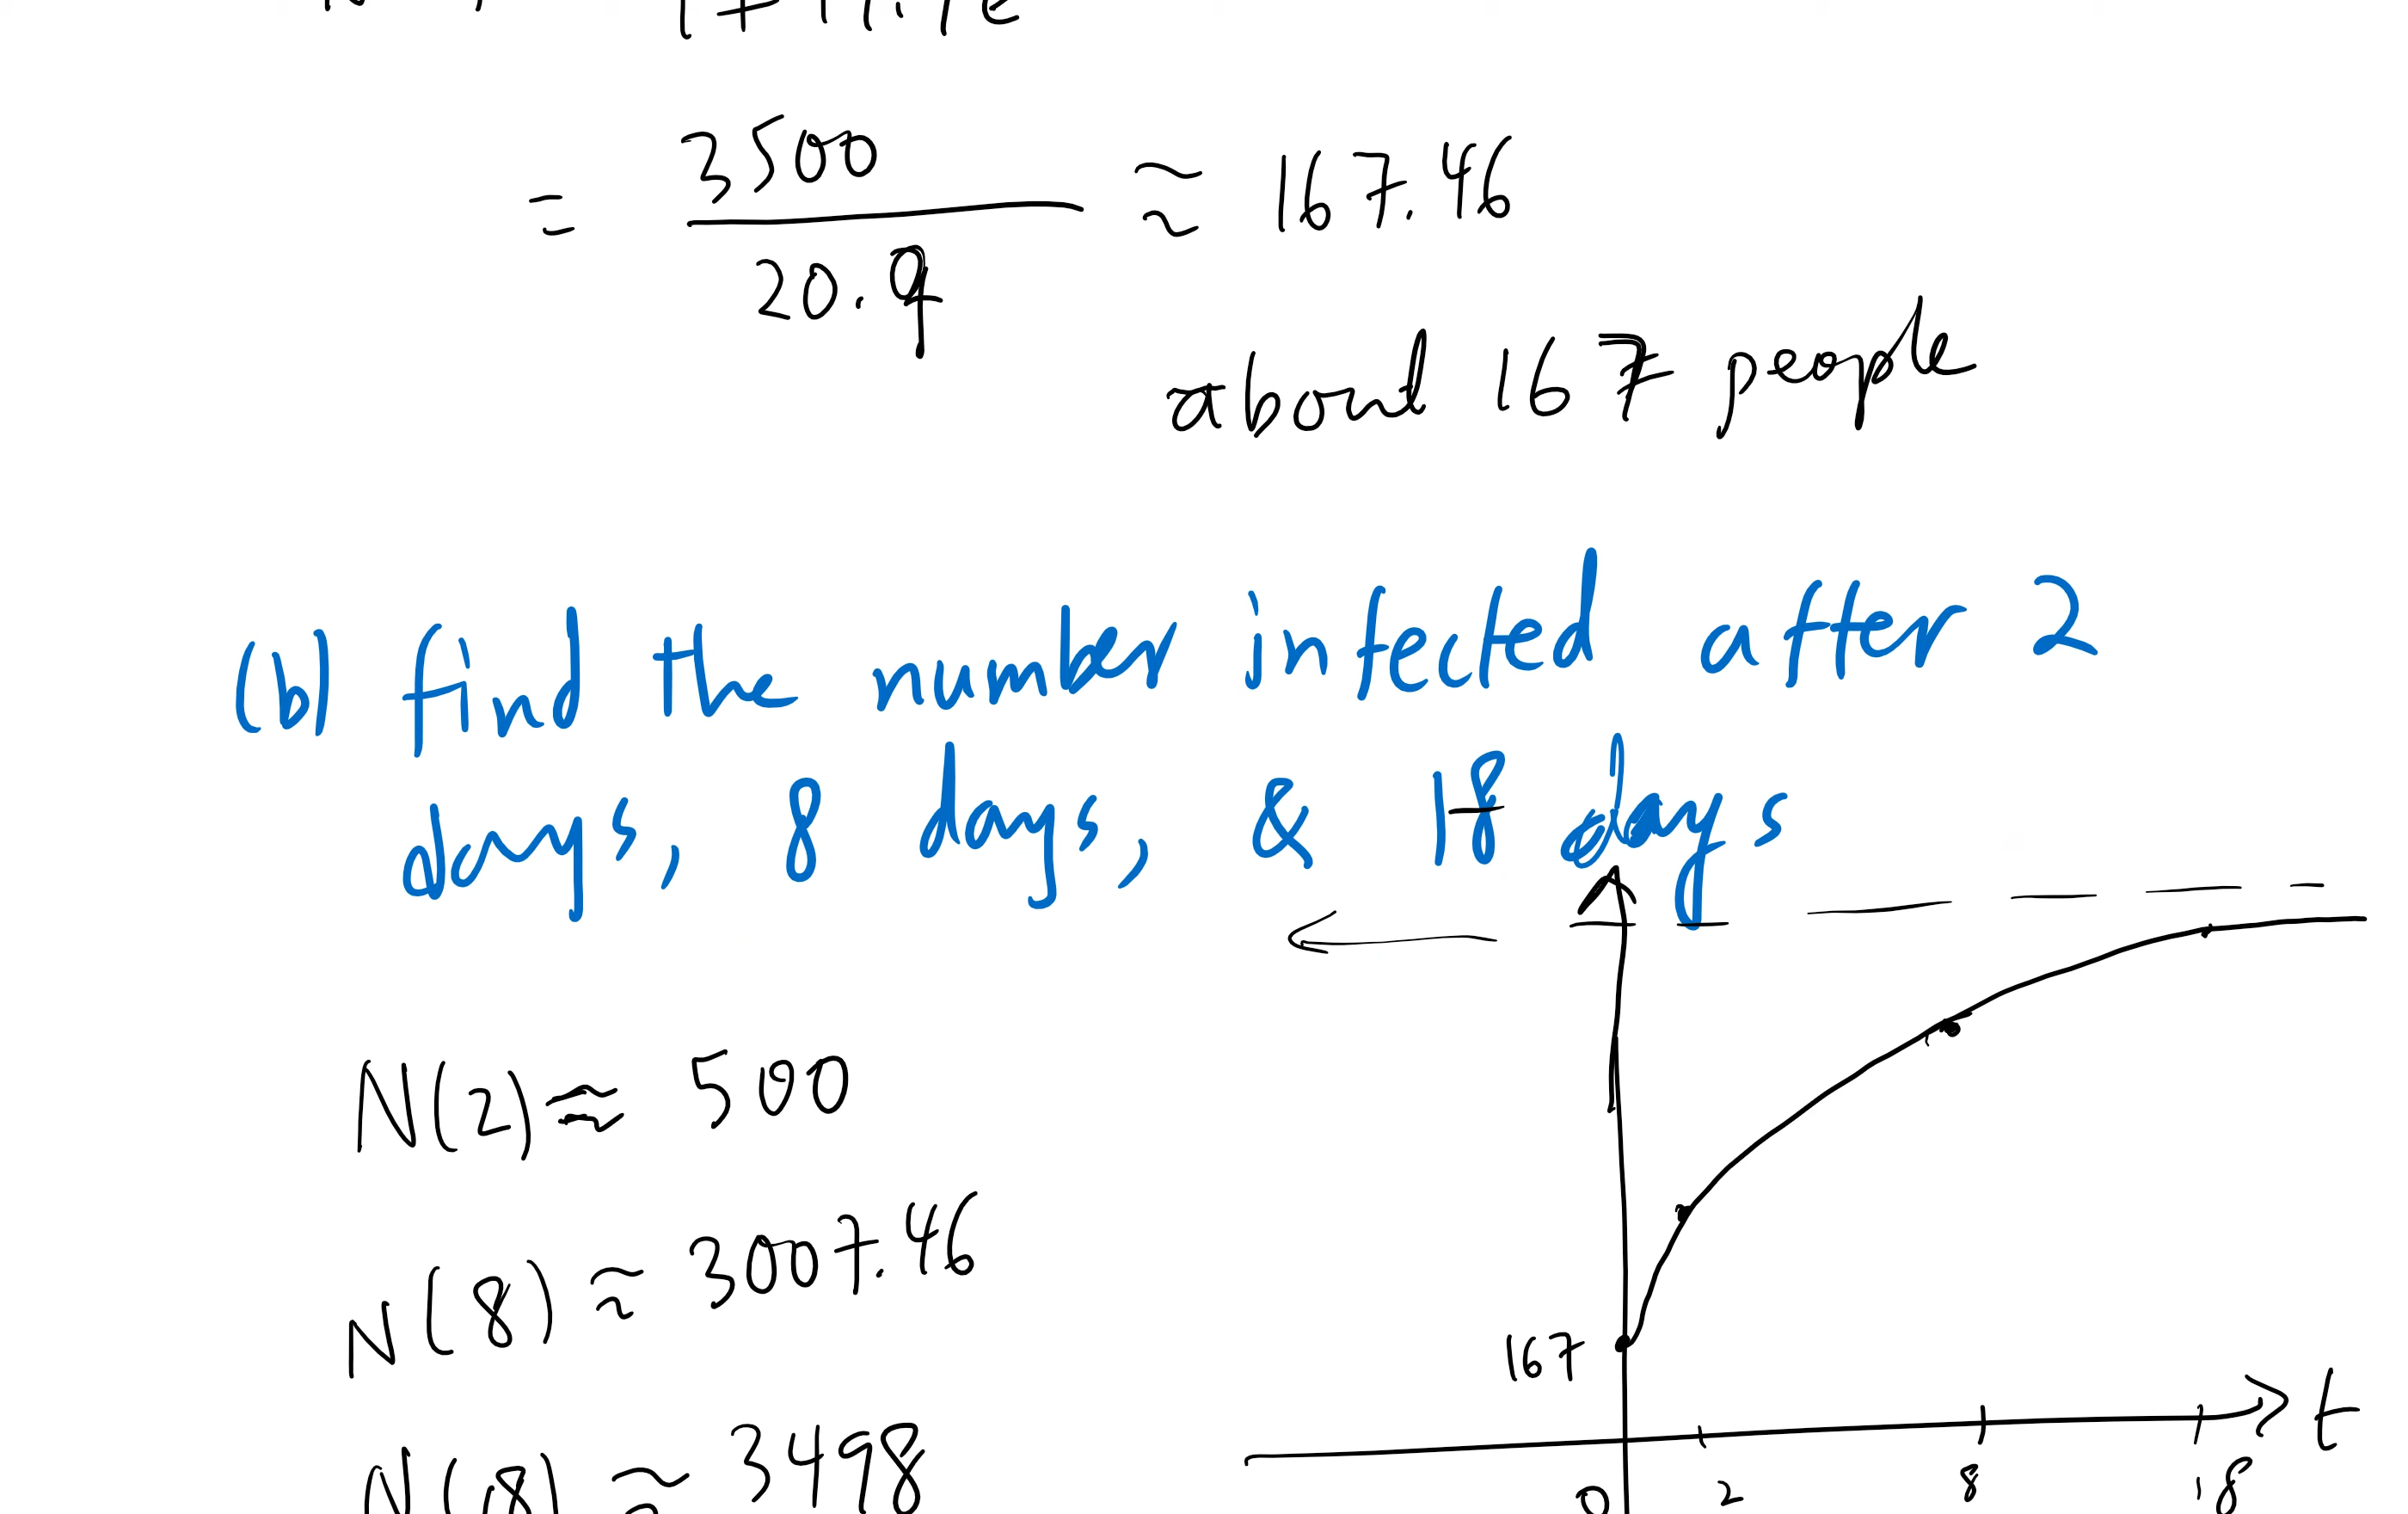 = 3500 / 20.9 ≈ 167.46
about 167 people
(b) find the number infected after 2
days, 8 days, & 18 days
N(2) ≈ 500
N(8) ≈ 3007.46
167
t
≈ 3498
0 2 8 18